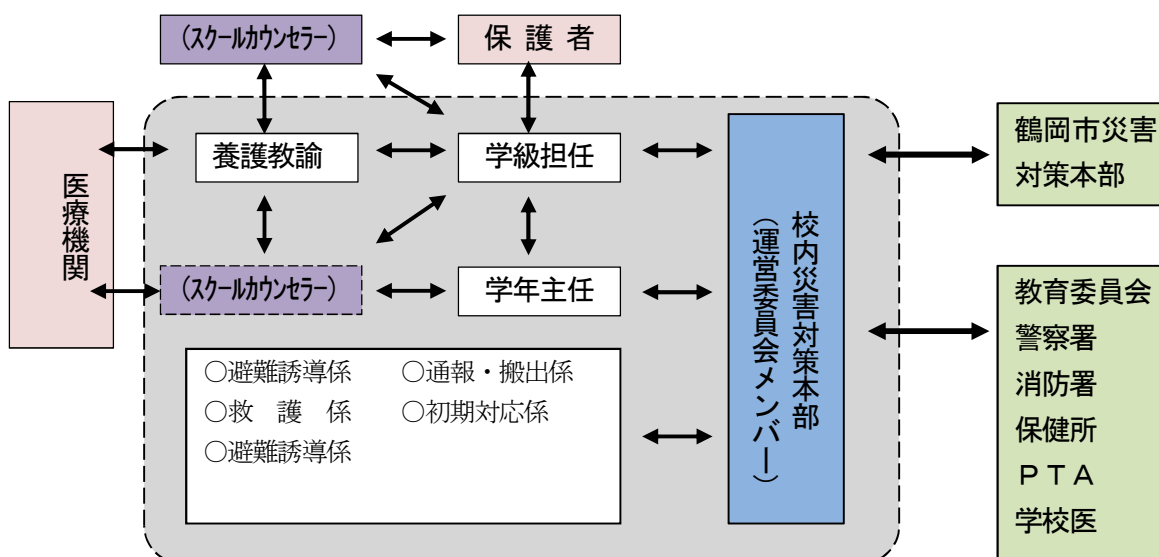 (スクールカウンセラー)
保護者
医療機関
養護教諭
学級担任
(スクールカウンセラー)
学年主任
○避難誘導係 ○通報・搬出係
○救 護 係 ○初期対応係
○避難誘導係
校内災害対策本部
(運営委員会メンバー)
鶴岡市災害
対策本部
教育委員会
警察署
消防署
保健所
PTA
学校医